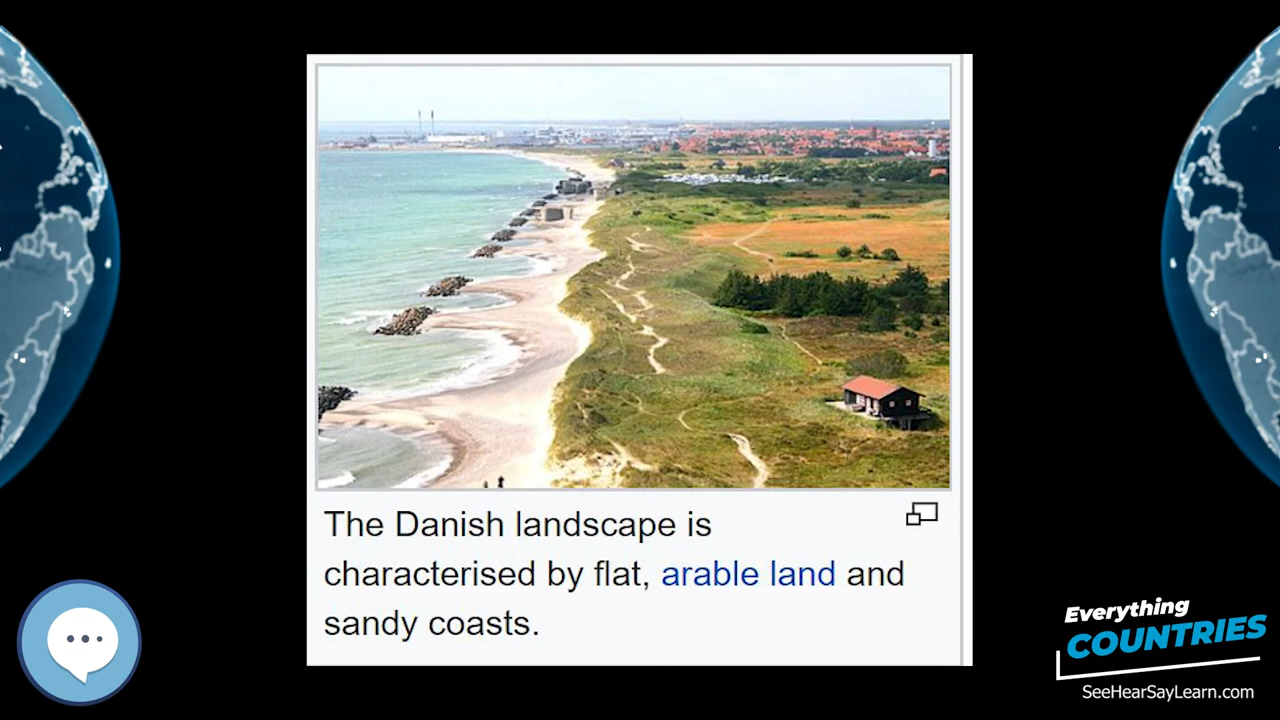 The Danish landscape is
characterised by flat, arable land and
sandy coasts.
Everything
COUNTRIES
SeeHearSayLearn.com